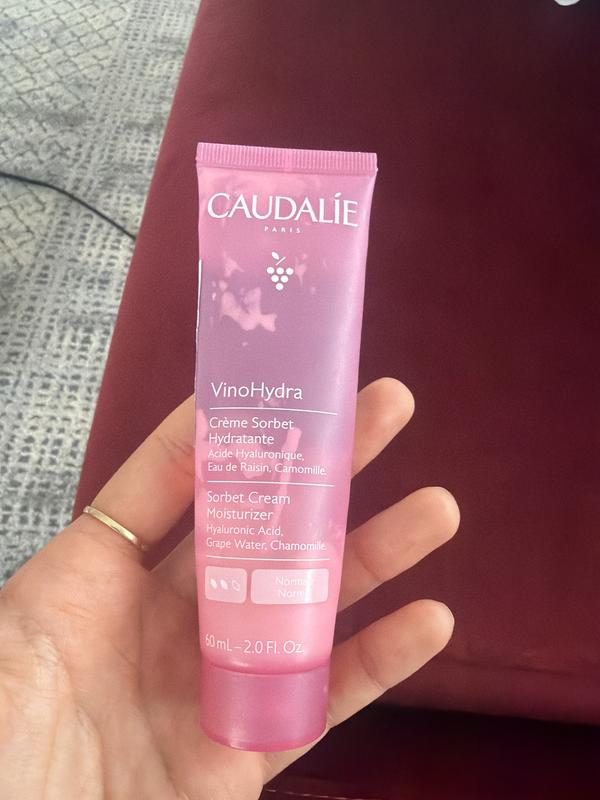 CAUDALÍE
PARIS
VinoHydra
Crème Sorbet
Hydratante
Acide Hyaluronique,
Eau de Raisin, Camomille.
Sorbet Cream
Moisturizer
Hyaluronic Acid,
Grape Water, Chamomille.
60 mL – 2.0 Fl. Oz.